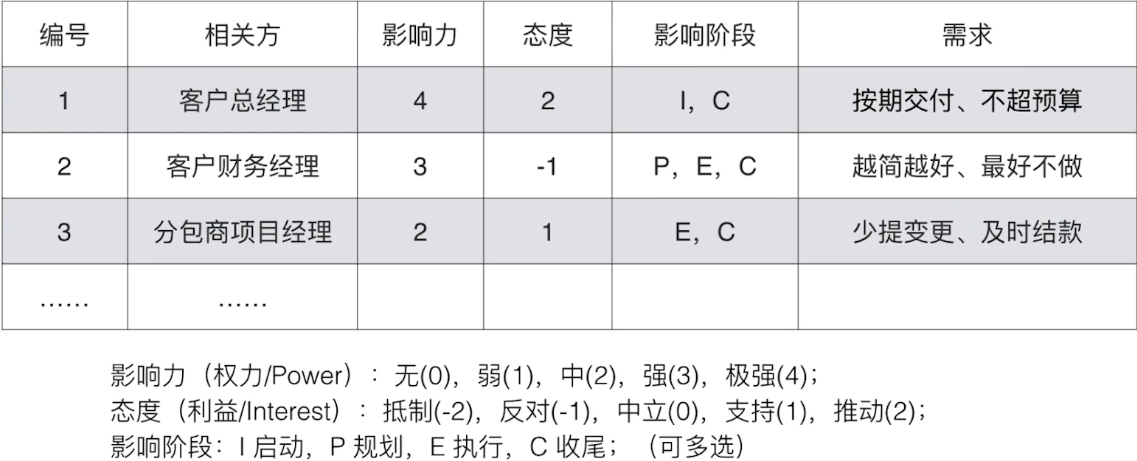 编号 相关方 影响力 态度 影响阶段 需求
1 客户总经理 4 2 I，C 按期交付、不超预算
2 客户财务经理 3 -1 P，E，C 越简越好、最好不做
3 分包商项目经理 2 1 E，C 少提变更、及时结款
…… ……
影响力（权力/Power）：无(0)，弱(1)，中(2)，强(3)，极强(4)；
态度（利益/Interest）：抵制(-2)，反对(-1)，中立(0)，支持(1)，推动(2)；
影响阶段：I 启动，P 规划，E 执行，C 收尾；（可多选）